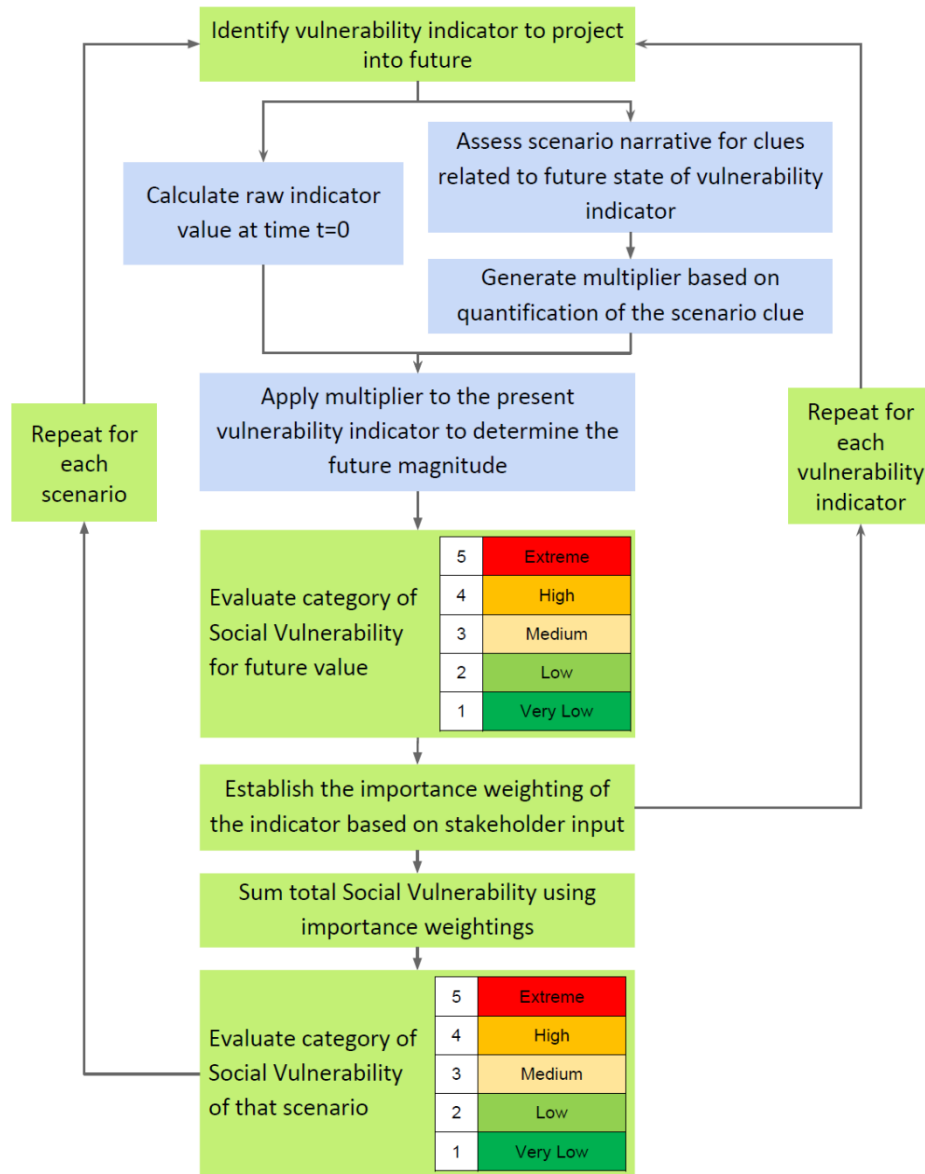 Identify vulnerability indicator to project
into future
Calculate raw indicator
value at time t=0
Assess scenario narrative for clues
related to future state of vulnerability
indicator
Generate multiplier based on
quantification of the scenario clue
Apply multiplier to the present
vulnerability indicator to determine the
future magnitude
Repeat for
each
scenario
Repeat for
each
vulnerability
indicator
Evaluate category of
Social Vulnerability
for future value
5 Extreme
4 High
3 Medium
2 Low
1 Very Low
Establish the importance weighting of
the indicator based on stakeholder input
Sum total Social Vulnerability using
importance weightings
Evaluate category of
Social Vulnerability
of that scenario
5 Extreme
4 High
3 Medium
2 Low
1 Very Low